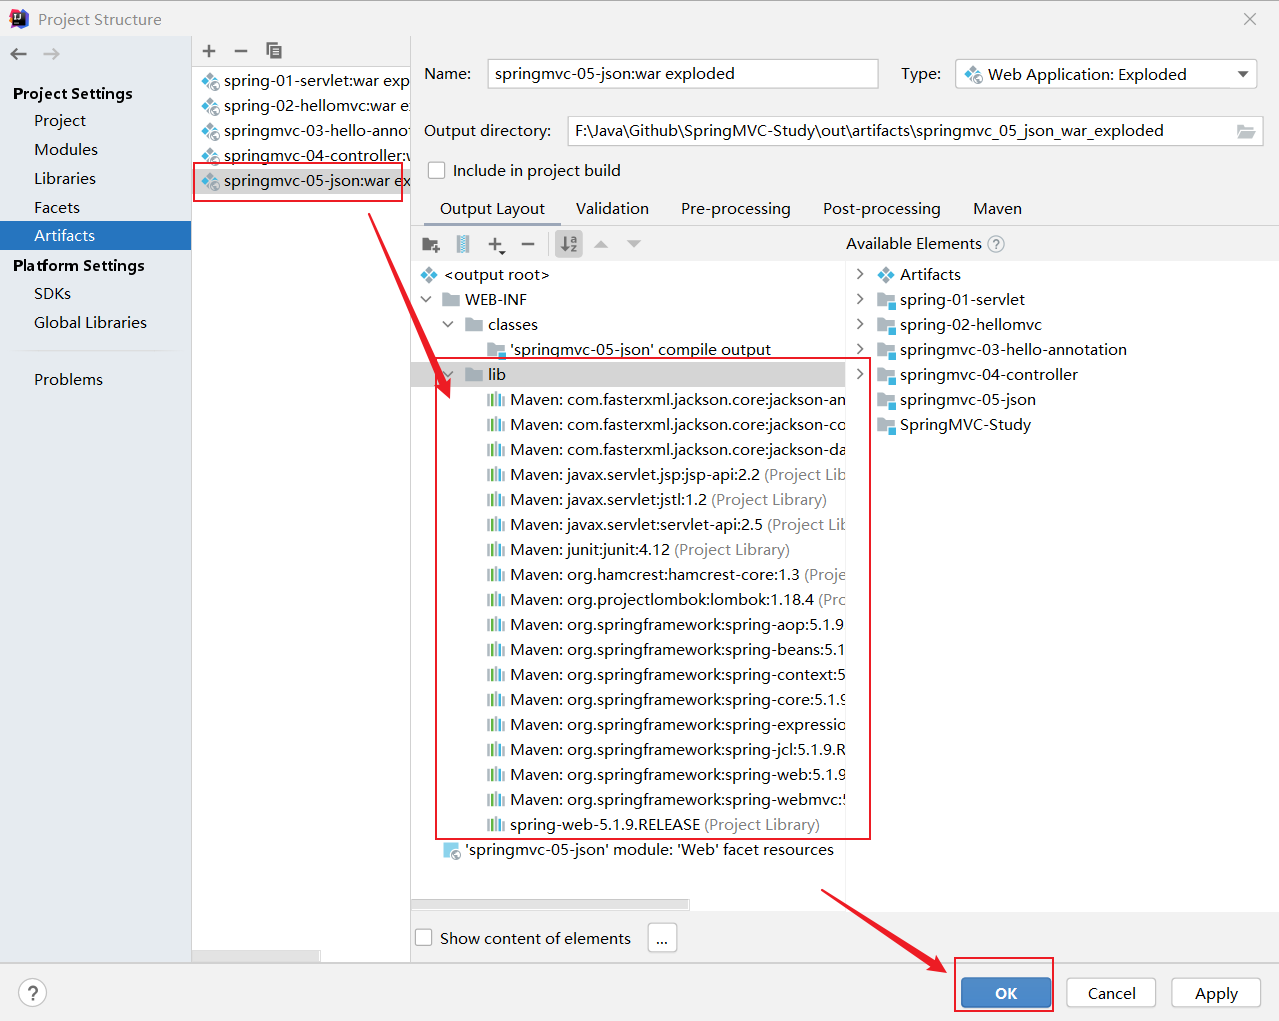 Project Structure
Project Settings
Project
Modules
Libraries
Facets
Artifacts
Platform Settings
SDKs
Global Libraries
Problems
spring-01-servlet:war exp
spring-02-hellomvc:war e
springmvc-03-hello-annot
springmvc-04-controller:w
springmvc-05-json:war ex
Name: springmvc-05-json:war exploded Type: Web Application: Exploded
Output directory: F:\Java\Github\SpringMVC-Study\out\artifacts\springmvc_05_json_war_exploded
Include in project build
Output Layout Validation Pre-processing Post-processing Maven
<output root>
WEB-INF
classes
'springmvc-05-json' compile output
lib
Maven: com.fasterxml.jackson.core:jackson-an
Maven: com.fasterxml.jackson.core:jackson-co
Maven: com.fasterxml.jackson.core:jackson-da
Maven: javax.servlet.jsp:jsp-api:2.2 (Project Lib
Maven: javax.servlet:jstl:1.2 (Project Library)
Maven: javax.servlet:servlet-api:2.5 (Project Lib
Maven: junit:junit:4.12 (Project Library)
Maven: org.hamcrest:hamcrest-core:1.3 (Proje
Maven: org.projectlombok:lombok:1.18.4 (Pro
Maven: org.springframework:spring-aop:5.1.9
Maven: org.springframework:spring-beans:5.1
Maven: org.springframework:spring-context:5
Maven: org.springframework:spring-core:5.1.9
Maven: org.springframework:spring-expressio
Maven: org.springframework:spring-jcl:5.1.9.R
Maven: org.springframework:spring-web:5.1.9
Maven: org.springframework:spring-webmvc:5
spring-web-5.1.9.RELEASE (Project Library)
'springmvc-05-json' module: 'Web' facet resources
Available Elements ?
Artifacts
spring-01-servlet
spring-02-hellomvc
springmvc-03-hello-annotation
springmvc-04-controller
springmvc-05-json
SpringMVC-Study
Show content of elements ...
? OK Cancel Apply